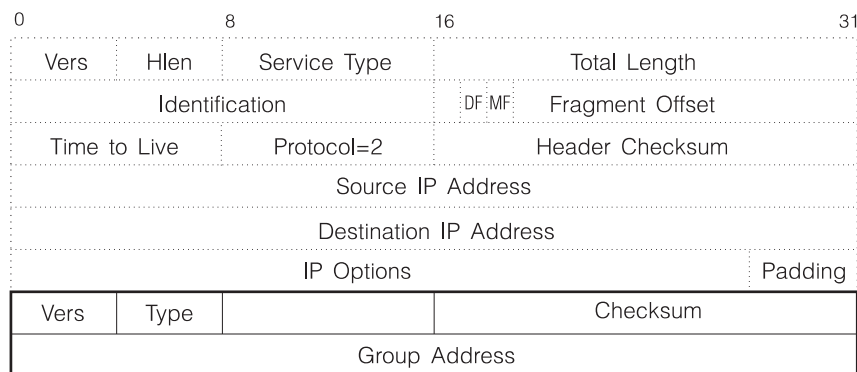 0 8 16 31
Vers Hlen Service Type Total Length
Identification DF MF Fragment Offset
Time to Live Protocol=2 Header Checksum
Source IP Address
Destination IP Address
IP Options Padding
Vers Type Checksum
Group Address